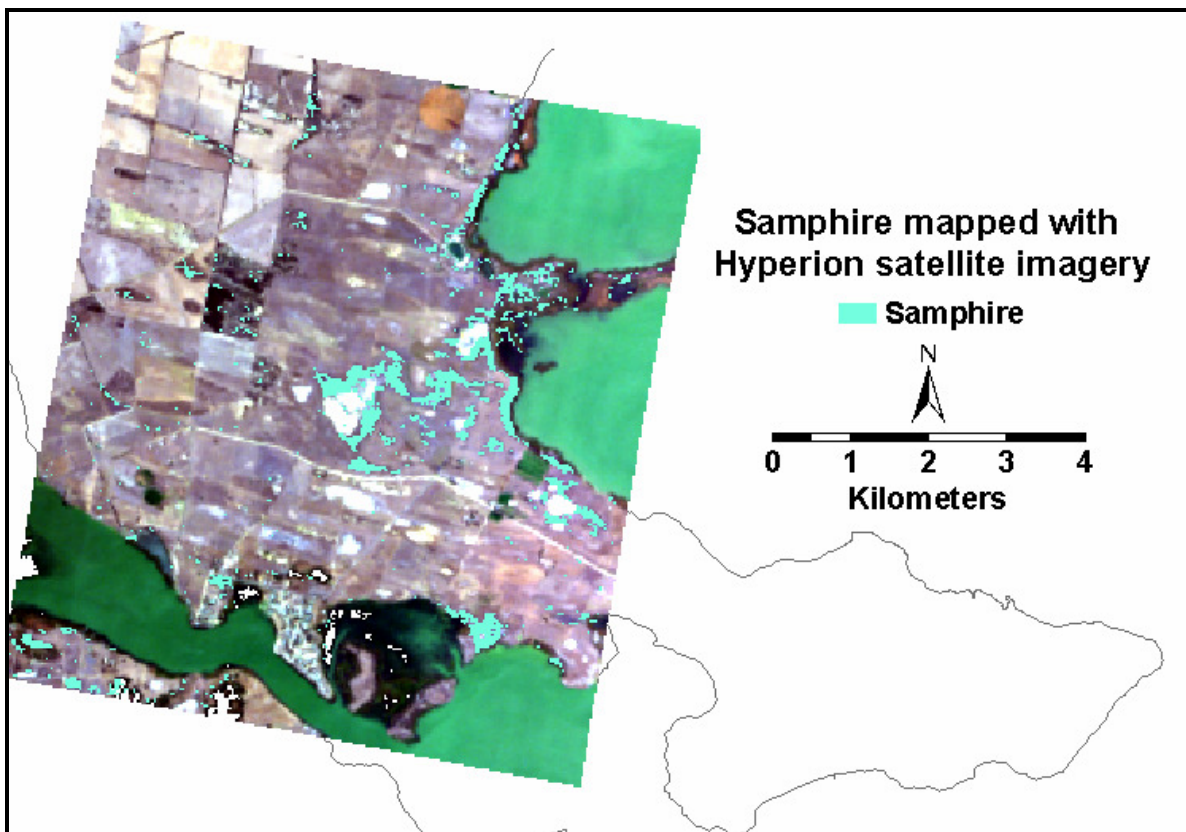 Samphire mapped with
Hyperion satellite imagery
Samphire
N
0 1 2 3 4
Kilometers